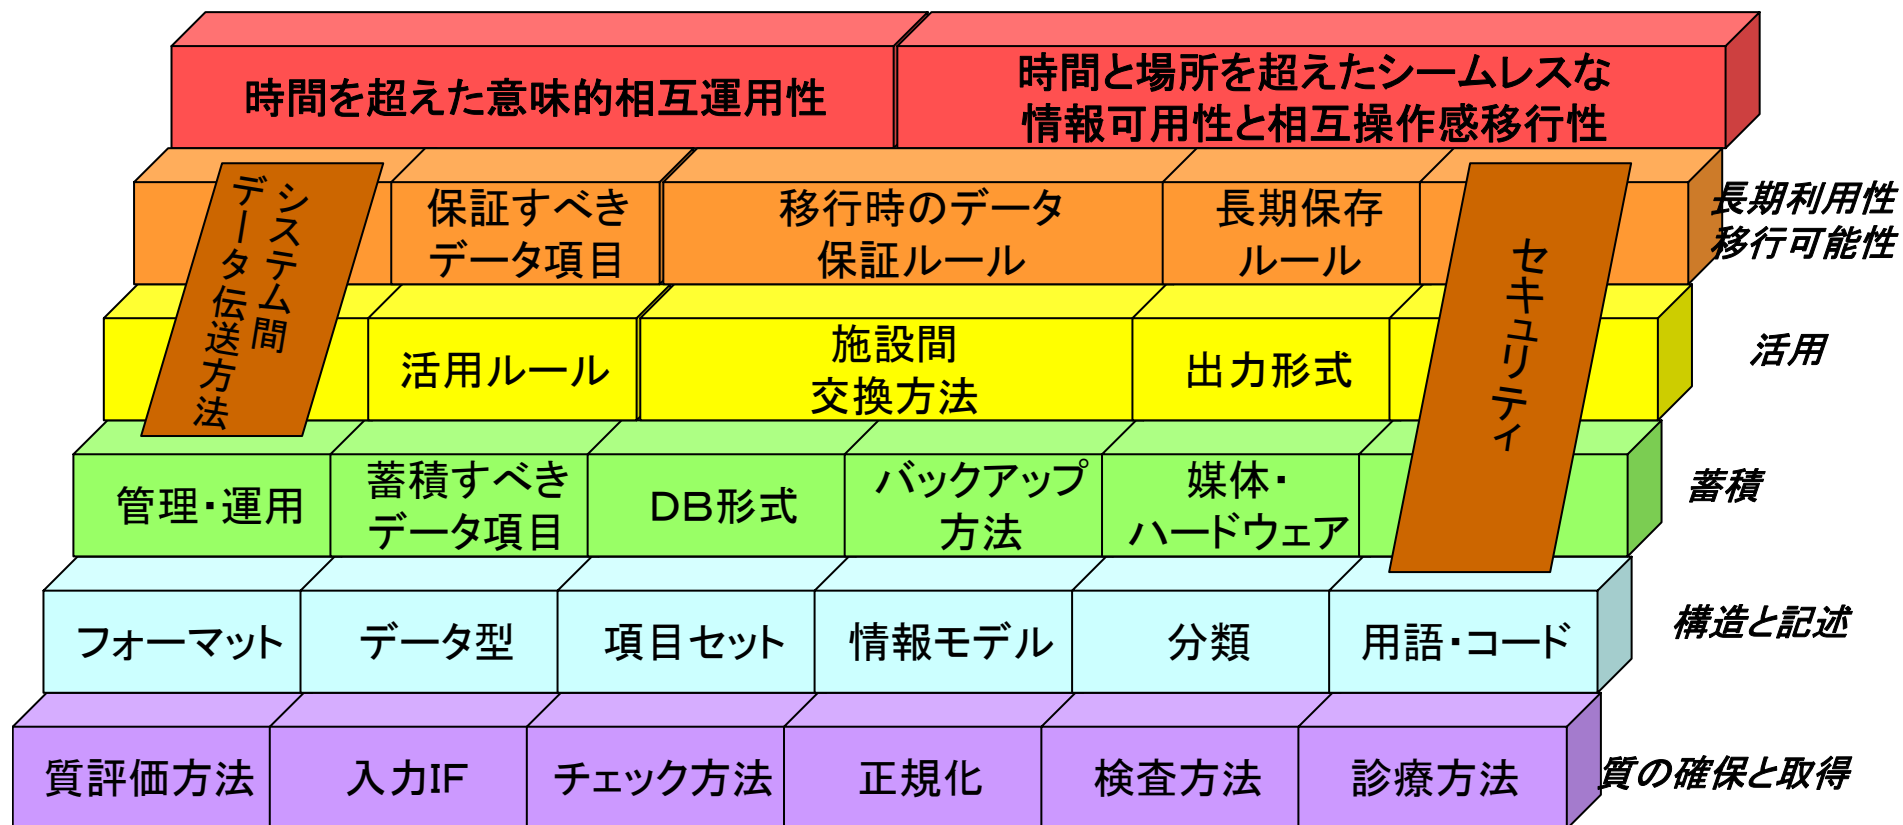 時間を超えた意味的相互運用性
時間と場所を超えたシームレスな
情報可用性と相互操作感移行性
システム間
データ伝送方法
保証すべき
データ項目
移行時のデータ
保証ルール
長期保存
ルール
セキュリティ
長期利用性
移行可能性
活用ルール
施設間
交換方法
出力形式
活用
管理・運用
蓄積すべき
データ項目
DB形式
バックアップ
方法
媒体・
ハードウェア
蓄積
フォーマット
データ型
項目セット
情報モデル
分類
用語・コード
構造と記述
質評価方法
入力IF
チェック方法
正規化
検査方法
診療方法
質の確保と取得